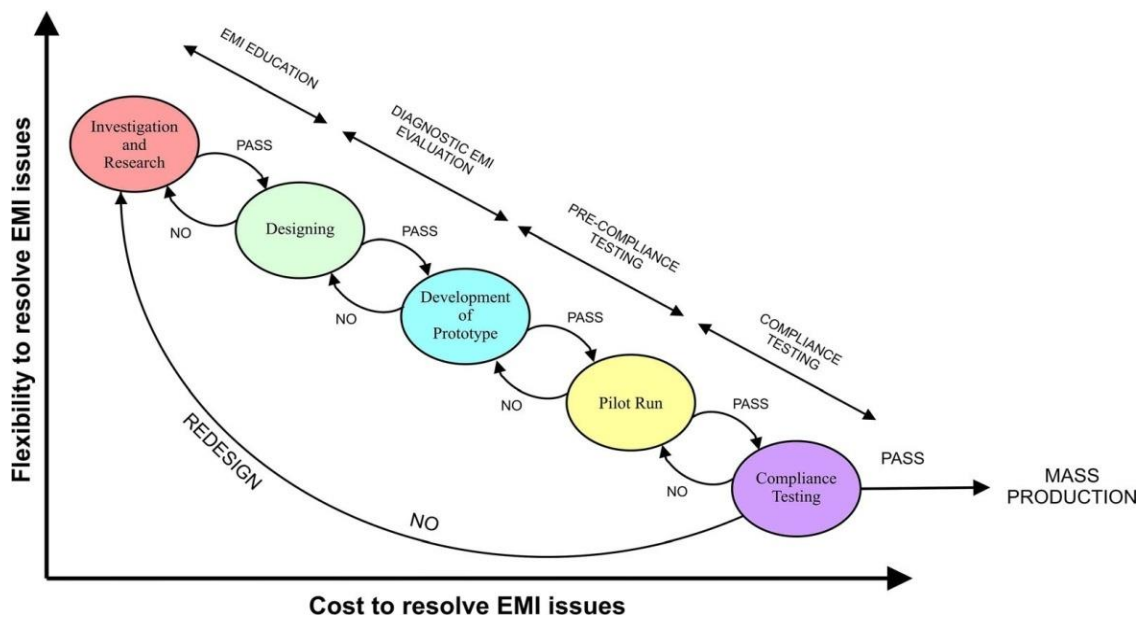 EMI EDUCATION
DIAGNOSTIC EMI
EVALUATION
PRE-COMPLIANCE
TESTING
COMPLIANCE
TESTING
Investigation
and
Research
PASS
NO
Designing
PASS
NO
Development
of
Prototype
PASS
NO
Pilot Run
PASS
NO
Compliance
Testing
PASS
MASS
PRODUCTION
REDESIGN
NO
Flexibility to resolve EMI issues
Cost to resolve EMI issues